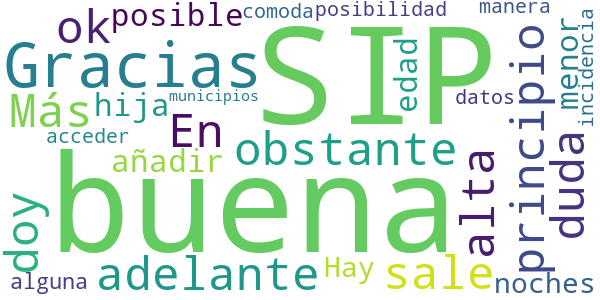 ok
posible
comoda
posibilidad
manera
Gracias
SIP
edad
principio
menor
incidencia
Más
hija
municipios
datos
acceder
En
añadir
obstante
duda
alta
buena
doy
adelante
Hay
sale
noches
alguna